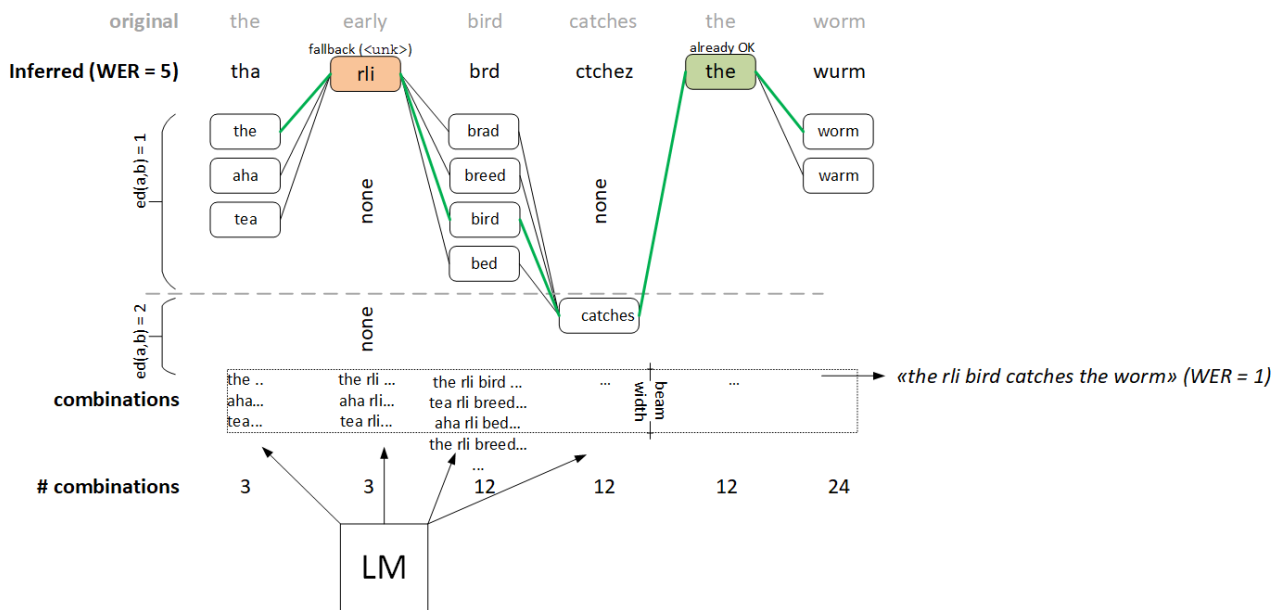 original the early bird catches the worm
fallback (<unk>) already OK
Inferred (WER = 5) tha rli brd ctchez the wurm
ed(a,b) = 1
the brad worm
aha breed warm
none none
tea bird
bed
ed(a,b) = 2
catches
none
combinations
the .. the rli ... the rli bird ... ... ...
aha... aha rli... tea rli breed...
tea... tea rli... aha rli bed...
the rli breed...
...
beam
width
«the rli bird catches the worm» (WER = 1)
# combinations 3 3 12 12 12 24
LM